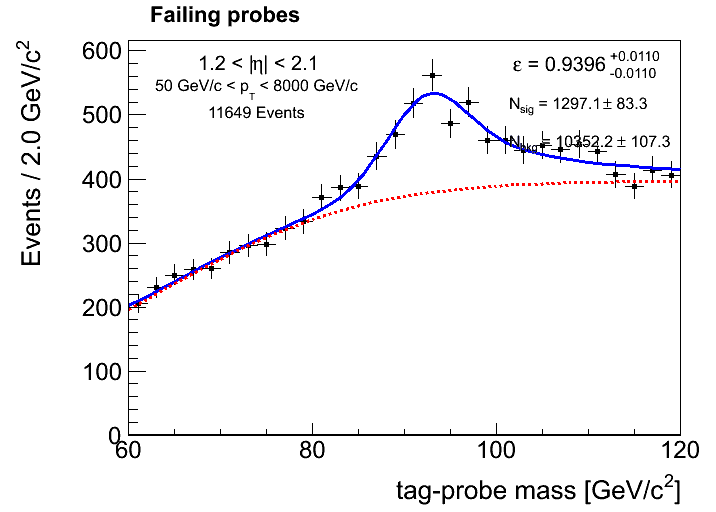 Failing probes
Events / 2.0 GeV/c²
600
500
400
300
200
100
0
1.2 < |η| < 2.1
50 GeV/c < p_T < 8000 GeV/c
11649 Events
ε = 0.9396 +0.0110 -0.0110
N_sig = 1297.1 ± 83.3
N_bkg = 10352.2 ± 107.3
60 80 100 120
tag-probe mass [GeV/c²]